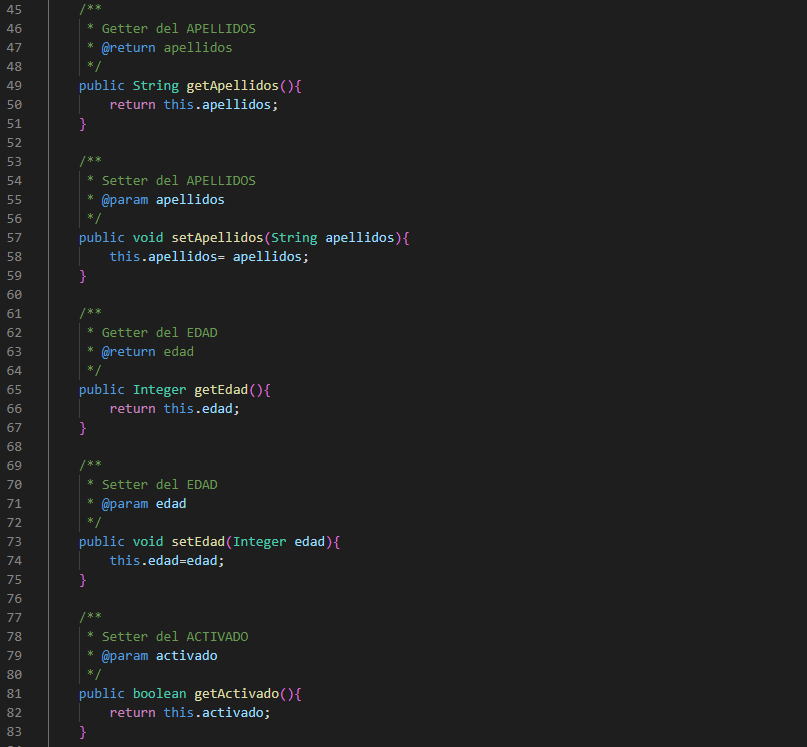 45 /**
46 * Getter del APELLIDOS
47 * @return apellidos
48 */
49 public String getApellidos(){
50 return this.apellidos;
51 }
52
53 /**
54 * Setter del APELLIDOS
55 * @param apellidos
56 */
57 public void setApellidos(String apellidos){
58 this.apellidos= apellidos;
59 }
60
61 /**
62 * Getter del EDAD
63 * @return edad
64 */
65 public Integer getEdad(){
66 return this.edad;
67 }
68
69 /**
70 * Setter del EDAD
71 * @param edad
72 */
73 public void setEdad(Integer edad){
74 this.edad=edad;
75 }
76
77 /**
78 * Setter del ACTIVADO
79 * @param activado
80 */
81 public boolean getActivado(){
82 return this.activado;
83 }